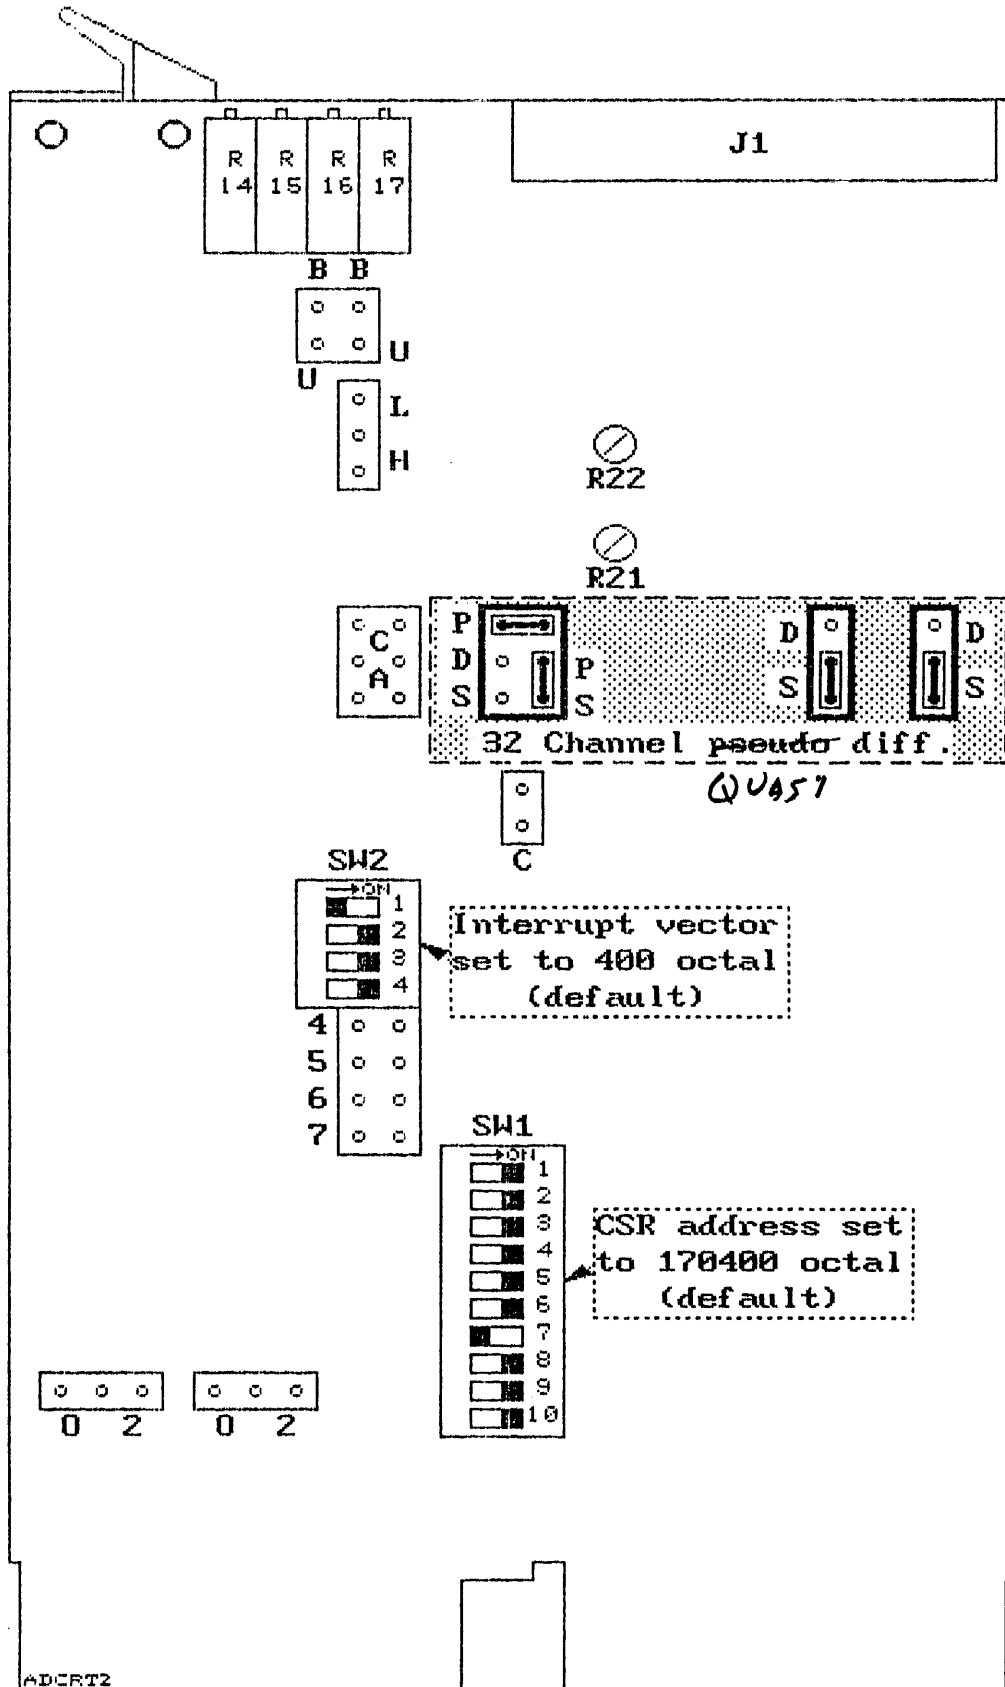 J1
R 14
R 15
R 16
R 17
B B
U
U
L
H
R22
R21
C
A
P
D
S
P
S
D
S
D
S
32 Channel pseudo diff.
QUASI
C
SW2
→ON
1
2
3
4
Interrupt vector
set to 400 octal
(default)
4
5
6
7
SW1
→ON
1
2
3
4
5
6
7
8
9
10
CSR address set
to 170400 octal
(default)
0 2
0 2
ADCRT2